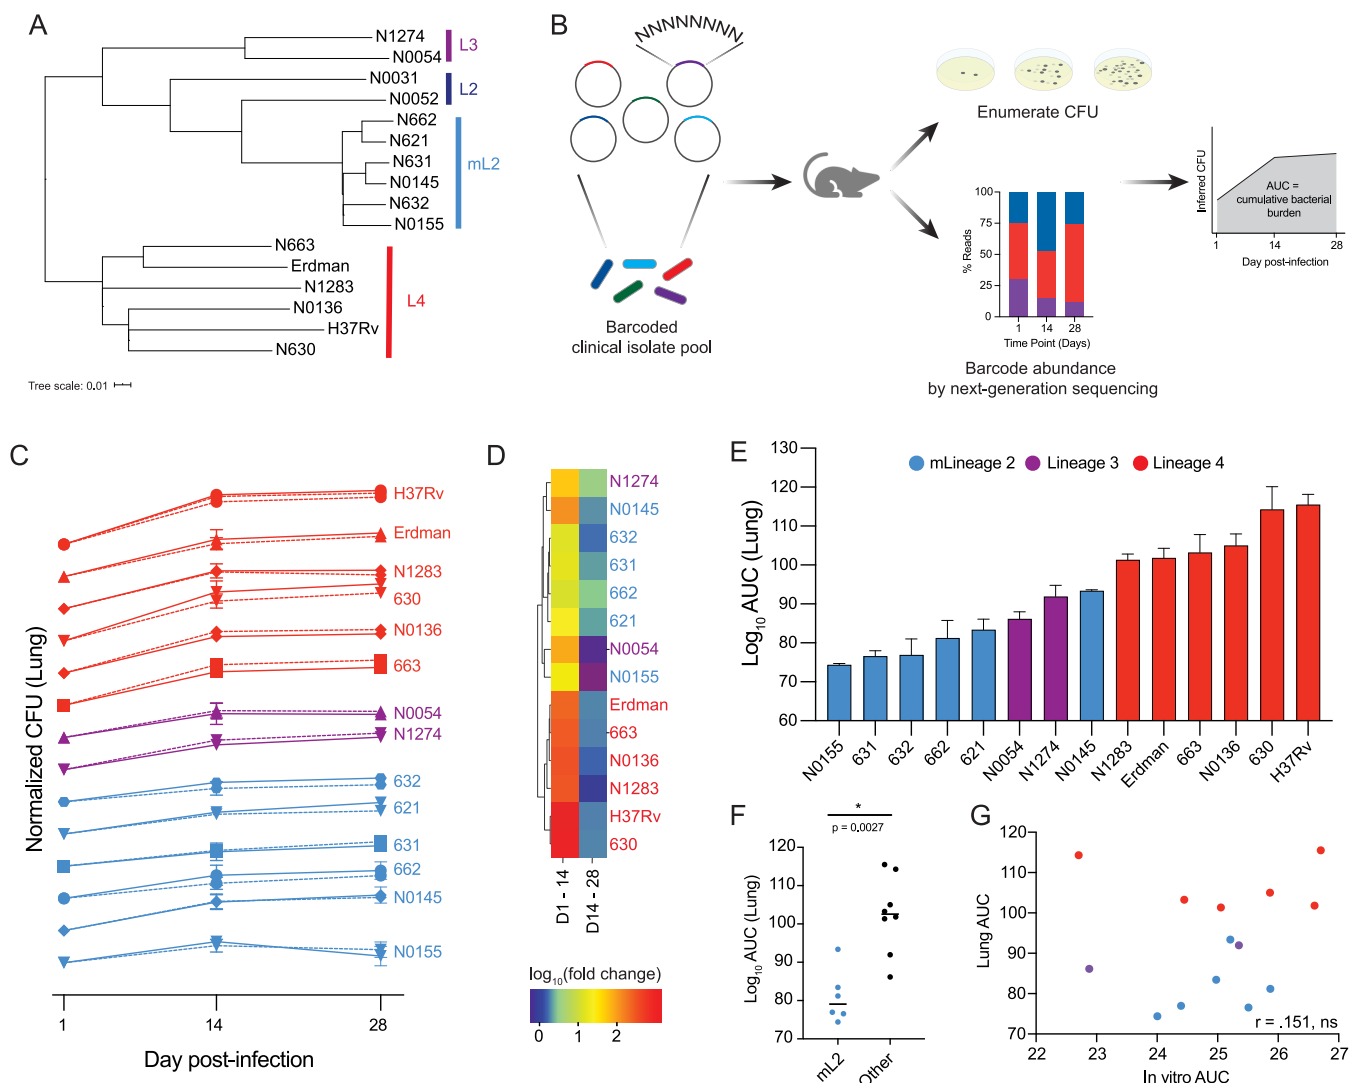 A
N1274
N0054
L3
N0031
N0052
L2
N662
N621
N631
N0145
N632
N0155
mL2
N663
Erdman
N1283
N0136
H37Rv
N630
L4
Tree scale: 0.01
B
NNNNNNNN
Barcoded
clinical isolate pool
Enumerate CFU
% Reads
100
75
50
25
0
1 14 28
Time Point (Days)
Barcode abundance
by next-generation sequencing
Inferred CFU
AUC =
cumulative bacterial
burden
1 14 28
Day post-infection
C
Normalized CFU (Lung)
H37Rv
Erdman
N1283
630
N0136
663
N0054
N1274
632
621
631
662
N0145
N0155
1 14 28
Day post-infection
D
N1274
N0145
632
631
662
621
N0054
N0155
Erdman
663
N0136
N1283
H37Rv
630
D1 - 14
D14 - 28
log10(fold change)
0 1 2
E
mLineage 2 Lineage 3 Lineage 4
Log10 AUC (Lung)
130
120
110
100
90
80
70
60
N0155 631 632 662 621 N0054 N1274 N0145 N1283 Erdman 663 N0136 630 H37Rv
F
*
p = 0.0027
Log10 AUC (Lung)
120
110
100
90
80
70
mL2 Other
G
Lung AUC
120
110
100
90
80
70
r = .151, ns
22 23 24 25 26 27
In vitro AUC